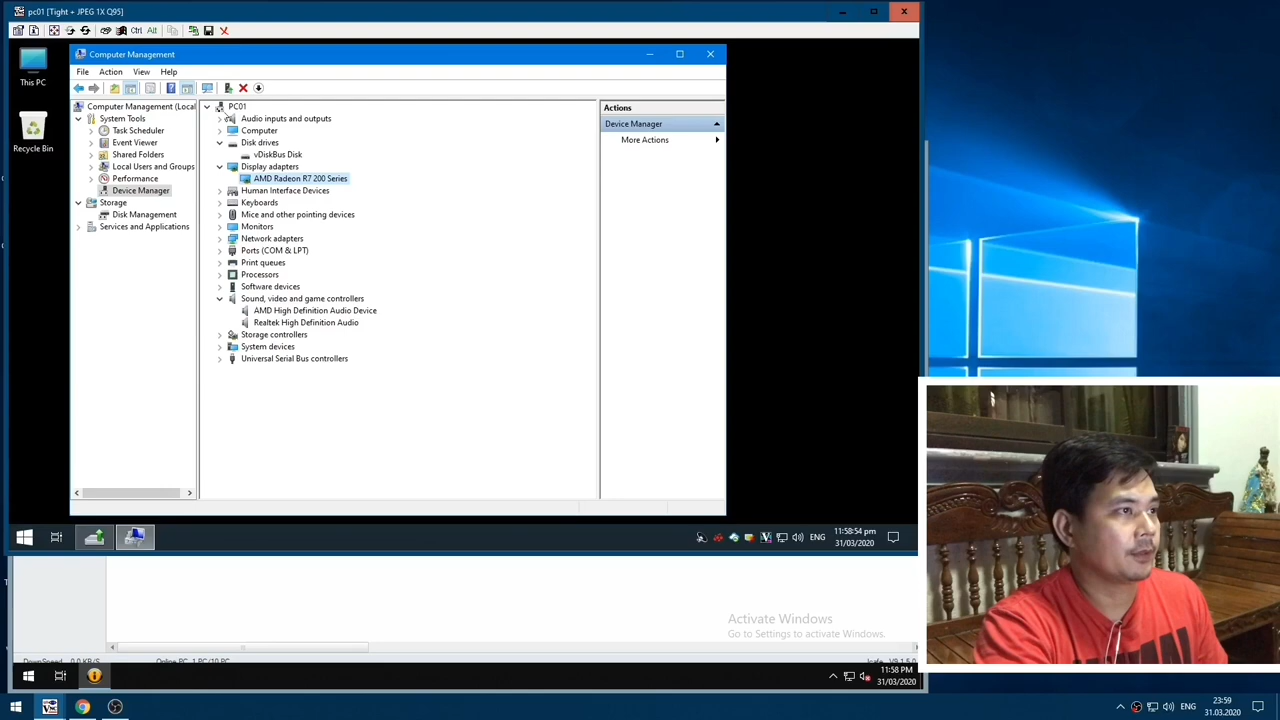 pc01 [Tight + JPEG 1X Q95]
Ctrl Alt
This PC
Recycle Bin
Computer Management
File Action View Help
Computer Management (Local
System Tools
Task Scheduler
Event Viewer
Shared Folders
Local Users and Groups
Performance
Device Manager
Storage
Disk Management
Services and Applications
PC01
Audio inputs and outputs
Computer
Disk drives
vDiskBus Disk
Display adapters
AMD Radeon R7 200 Series
Human Interface Devices
Keyboards
Mice and other pointing devices
Monitors
Network adapters
Ports (COM & LPT)
Print queues
Processors
Software devices
Sound, video and game controllers
AMD High Definition Audio Device
Realtek High Definition Audio
Storage controllers
System devices
Universal Serial Bus controllers
Actions
Device Manager
More Actions
ENG
11:58:54 pm
31/03/2020
Activate Windows
Go to Settings to activate Windows.
11:58 PM
31/03/2020
ENG
23:59
31.03.2020